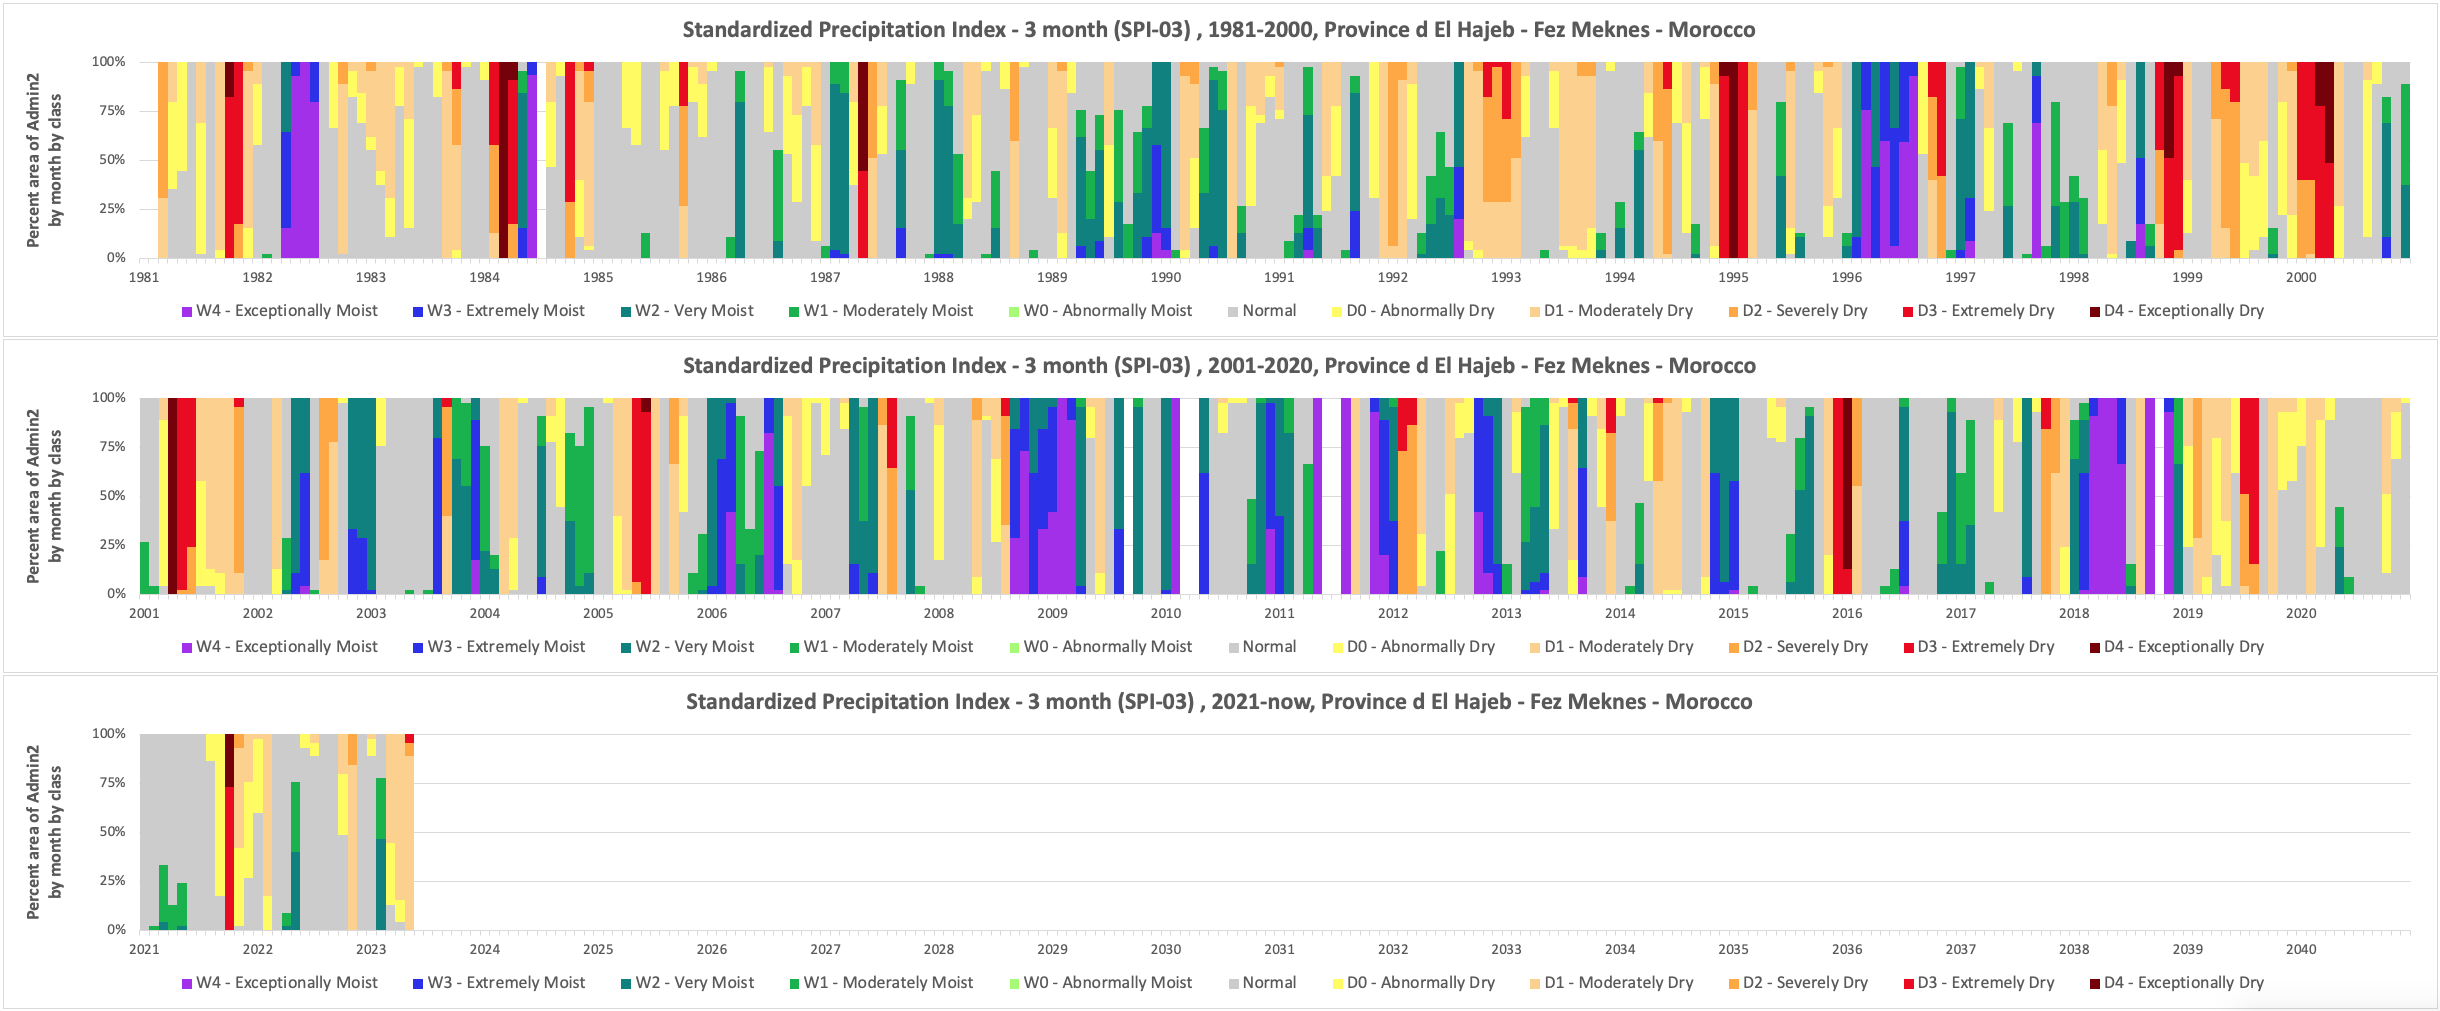 Standardized Precipitation Index - 3 month (SPI-03) , 1981-2000, Province d El Hajeb - Fez Meknes - Morocco
Percent area of Admin2
by month by class
100%
75%
50%
25%
0%
1981 1982 1983 1984 1985 1986 1987 1988 1989 1990 1991 1992 1993 1994 1995 1996 1997 1998 1999 2000
W4 - Exceptionally Moist W3 - Extremely Moist W2 - Very Moist W1 - Moderately Moist W0 - Abnormally Moist Normal D0 - Abnormally Dry D1 - Moderately Dry D2 - Severely Dry D3 - Extremely Dry D4 - Exceptionally Dry
Standardized Precipitation Index - 3 month (SPI-03) , 2001-2020, Province d El Hajeb - Fez Meknes - Morocco
Percent area of Admin2
by month by class
100%
75%
50%
25%
0%
2001 2002 2003 2004 2005 2006 2007 2008 2009 2010 2011 2012 2013 2014 2015 2016 2017 2018 2019 2020
W4 - Exceptionally Moist W3 - Extremely Moist W2 - Very Moist W1 - Moderately Moist W0 - Abnormally Moist Normal D0 - Abnormally Dry D1 - Moderately Dry D2 - Severely Dry D3 - Extremely Dry D4 - Exceptionally Dry
Standardized Precipitation Index - 3 month (SPI-03) , 2021-now, Province d El Hajeb - Fez Meknes - Morocco
Percent area of Admin2
by month by class
100%
75%
50%
25%
0%
2021 2022 2023 2024 2025 2026 2027 2028 2029 2030 2031 2032 2033 2034 2035 2036 2037 2038 2039 2040
W4 - Exceptionally Moist W3 - Extremely Moist W2 - Very Moist W1 - Moderately Moist W0 - Abnormally Moist Normal D0 - Abnormally Dry D1 - Moderately Dry D2 - Severely Dry D3 - Extremely Dry D4 - Exceptionally Dry